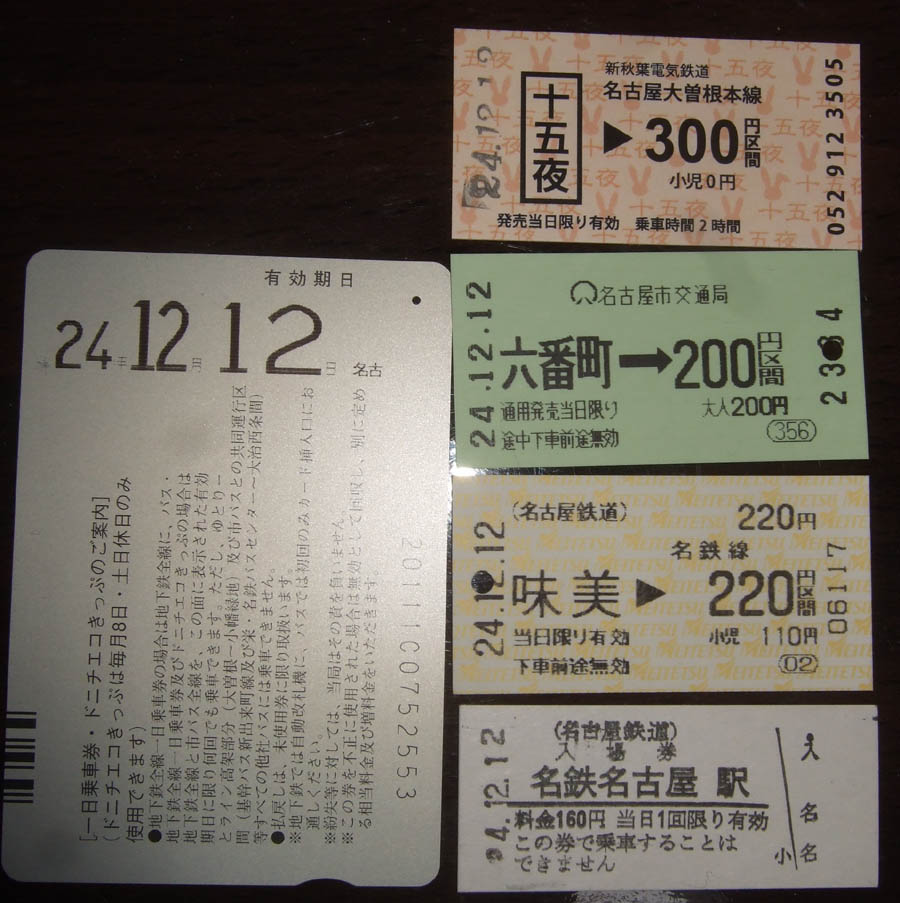 有効期日
24.12.12
名古
[一日乗車券・ドニチエコきっぷのご案内]
(ドニチエコきっぷは毎月8日・土日休日のみ
使用できます)
●地下鉄全線一日乗車券の場合は地下鉄全線に、バス・
地下鉄全線一日乗車券及びドニチエコきっぷの場合は
地下鉄全線と市バス全線を、この面に表示された有効
期日に限り何回でも乗車できます。ただし、ゆとりー
とライン高架部分(大曽根〜小幡緑地)及び市バスとの共同運行区
間(基幹バス新出来町線及び栄・名鉄バスセンター〜大治西条間)
等すべての他社バスには乗車できません。
●払戻しは、未使用券に限り取扱います。
※地下鉄では自動改札機に、バスでは初回のみカード挿入口にお
通しください。
※紛失等に対しては、当局はその責を負いません。
※この券を不正に使用された場合は無効として回収し、別に定め
る相当料金及び増料金をいただきます。
20111C00752553
24.12.12
十五夜
新秋葉電気鉄道
名古屋大曽根本線
▶300円区間
小児0円
発売当日限り有効 乗車時間2時間
052 912 3505
24.12.12
名古屋市交通局
六番町→200円区間
通用発売当日限り 大人200円
途中下車前途無効 356
24.12.12
(名古屋鉄道) 220円
名鉄線
味美▶220円区間
当日限り有効 小児 110円
下車前途無効 02
0617
MEITETSU
4.12.12
(名古屋鉄道)
入場券
名鉄名古屋駅
料金160円 当日1回限り有効
この券で乗車することは
できません
小
名
名